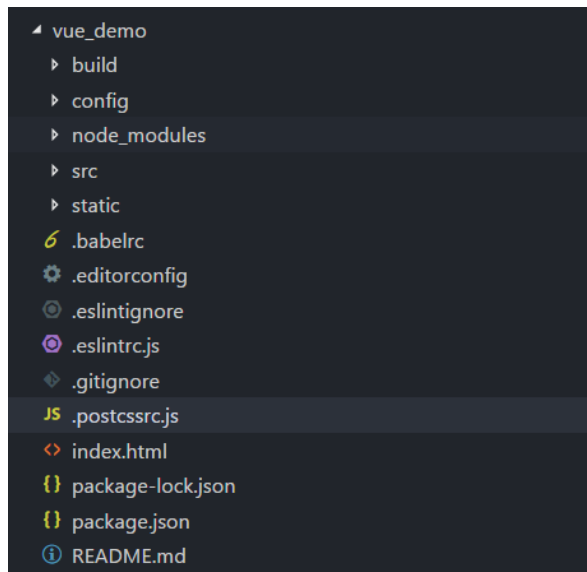 vue_demo
build
config
node_modules
src
static
.babelrc
.editorconfig
.eslintignore
.eslintrc.js
.gitignore
JS .postcssrc.js
index.html
{} package-lock.json
{} package.json
README.md